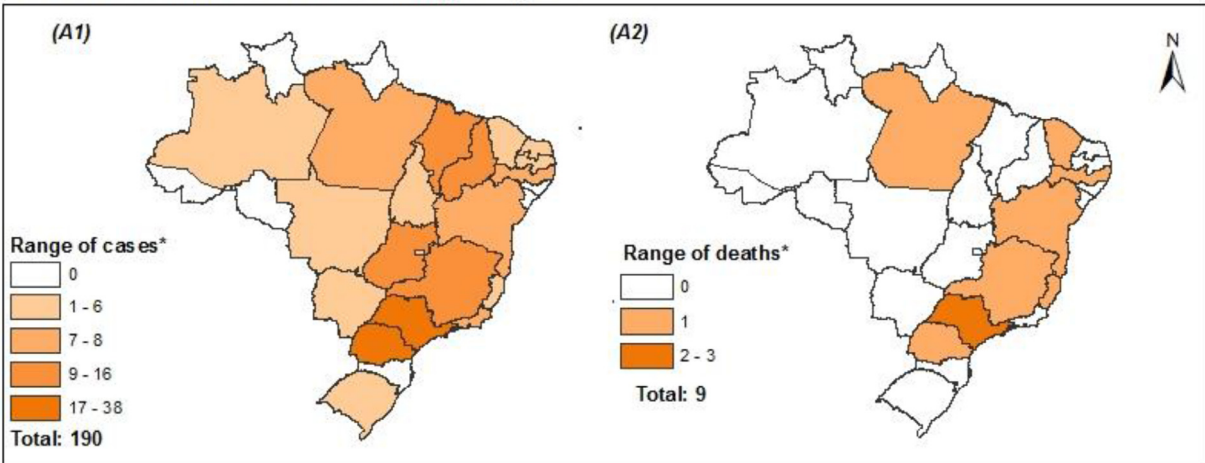 (A1)
Range of cases*
0
1 - 6
7 - 8
9 - 16
17 - 38
Total: 190
(A2)
N
Range of deaths*
0
1
2 - 3
Total: 9